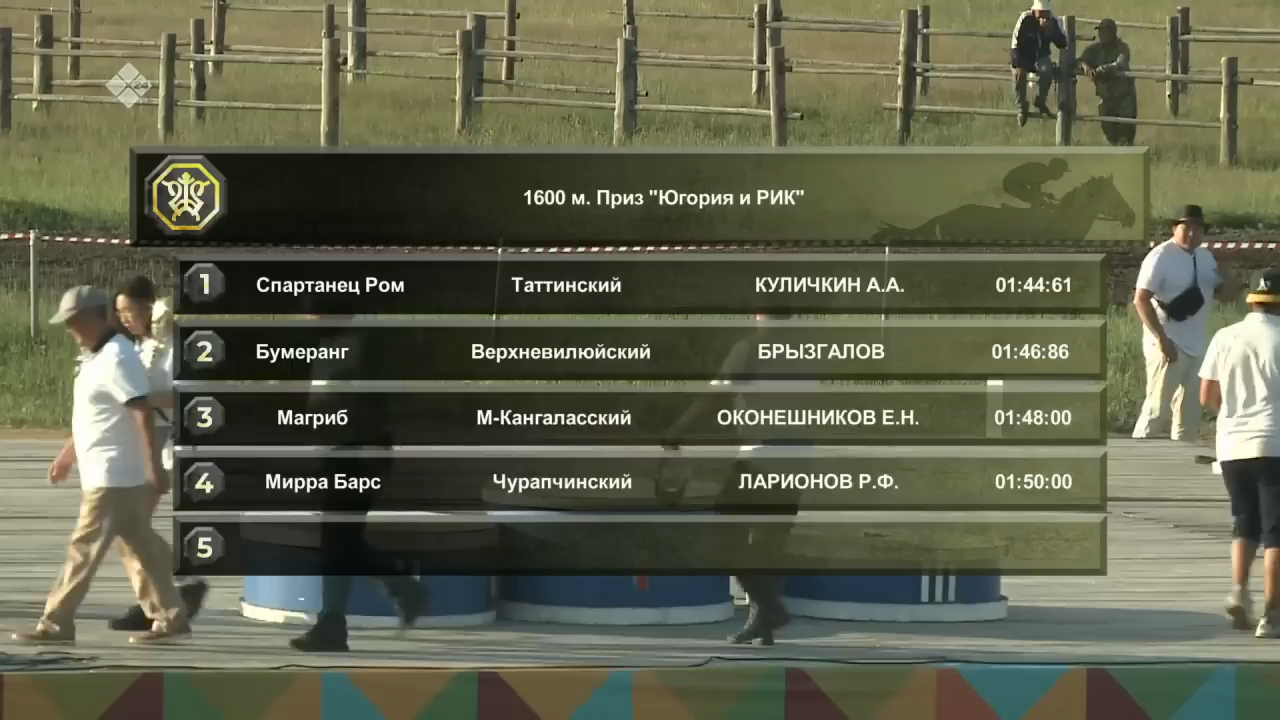 1600 м. Приз "Югория и РИК"
1 Спартанец Ром Таттинский КУЛИЧКИН А.А. 01:44:61
2 Бумеранг Верхневилюйский БРЫЗГАЛОВ 01:46:86
3 Магриб М-Кангаласский ОКОНЕШНИКОВ Е.Н. 01:48:00
4 Мирра Барс Чурапчинский ЛАРИОНОВ Р.Ф. 01:50:00
5